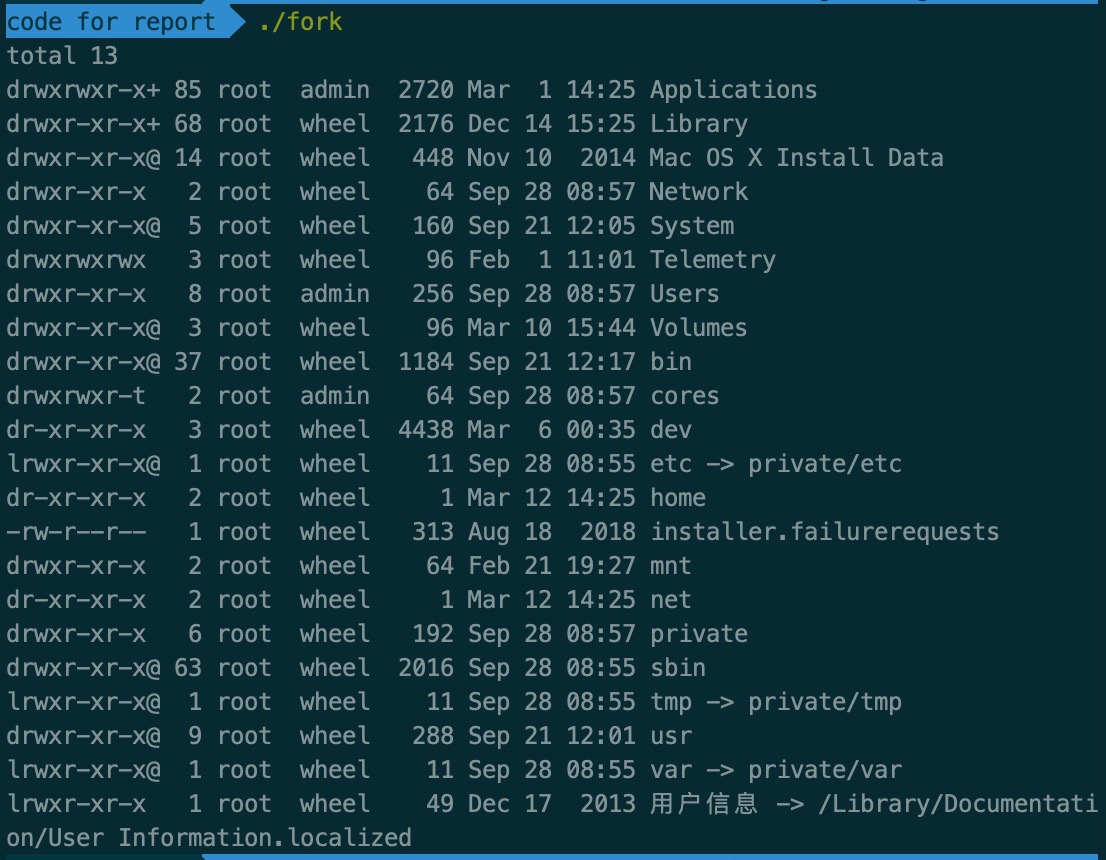 code for report ./fork
total 13
drwxrwxr-x+ 85 root  admin  2720 Mar  1 14:25 Applications
drwxr-xr-x+ 68 root  wheel  2176 Dec 14 15:25 Library
drwxr-xr-x@ 14 root  wheel   448 Nov 10  2014 Mac OS X Install Data
drwxr-xr-x   2 root  wheel    64 Sep 28 08:57 Network
drwxr-xr-x@  5 root  wheel   160 Sep 21 12:05 System
drwxrwxrwx   3 root  wheel    96 Feb  1 11:01 Telemetry
drwxr-xr-x   8 root  admin   256 Sep 28 08:57 Users
drwxr-xr-x@  3 root  wheel    96 Mar 10 15:44 Volumes
drwxr-xr-x@ 37 root  wheel  1184 Sep 21 12:17 bin
drwxrwxr-t   2 root  admin    64 Sep 28 08:57 cores
dr-xr-xr-x   3 root  wheel  4438 Mar  6 00:35 dev
lrwxr-xr-x@  1 root  wheel    11 Sep 28 08:55 etc -> private/etc
dr-xr-xr-x   2 root  wheel     1 Mar 12 14:25 home
-rw-r--r--   1 root  wheel   313 Aug 18  2018 installer.failurerequests
drwxr-xr-x   2 root  wheel    64 Feb 21 19:27 mnt
dr-xr-xr-x   2 root  wheel     1 Mar 12 14:25 net
drwxr-xr-x   6 root  wheel   192 Sep 28 08:57 private
drwxr-xr-x@ 63 root  wheel  2016 Sep 28 08:55 sbin
lrwxr-xr-x@  1 root  wheel    11 Sep 28 08:55 tmp -> private/tmp
drwxr-xr-x@  9 root  wheel   288 Sep 21 12:01 usr
lrwxr-xr-x@  1 root  wheel    11 Sep 28 08:55 var -> private/var
lrwxr-xr-x   1 root  wheel    49 Dec 17  2013 用户信息 -> /Library/Documentati
on/User Information.localized